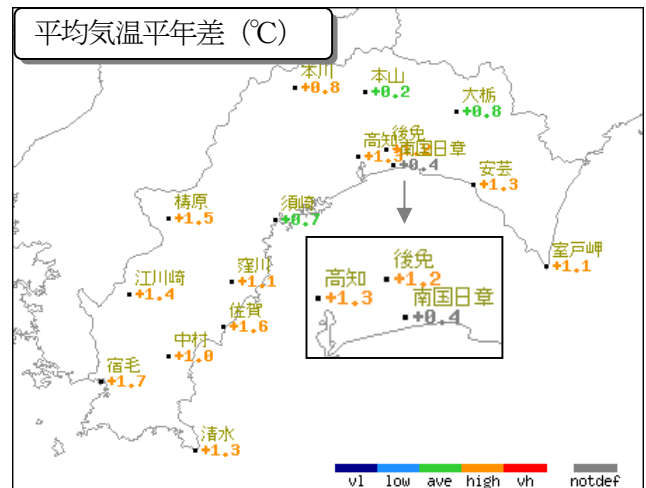 平均気温平年差（℃）
本川
+0.8
本山
+0.2
大栃
+0.8
後免
+1.2
高知
+1.3
南国日章
+0.4
安芸
+1.3
梼原
+1.5
須崎
+0.7
室戸岬
+1.1
窪川
+1.1
江川崎
+1.4
佐賀
+1.6
中村
+1.0
宿毛
+1.7
清水
+1.3
後免
+1.2
高知
+1.3
南国日章
+0.4
vl low ave high vh notdef